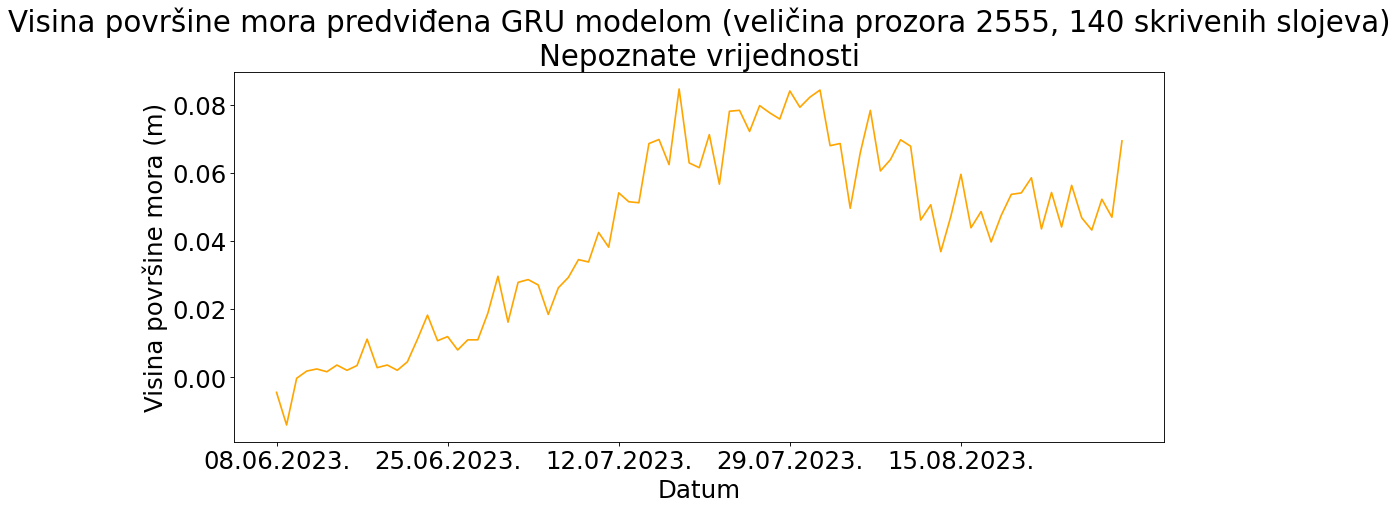 Visina površine mora predviđena GRU modelom (veličina prozora 2555, 140 skrivenih slojeva)
Nepoznate vrijednosti
Visina površine mora (m)
0.08
0.06
0.04
0.02
0.00
08.06.2023. 25.06.2023. 12.07.2023. 29.07.2023. 15.08.2023.
Datum